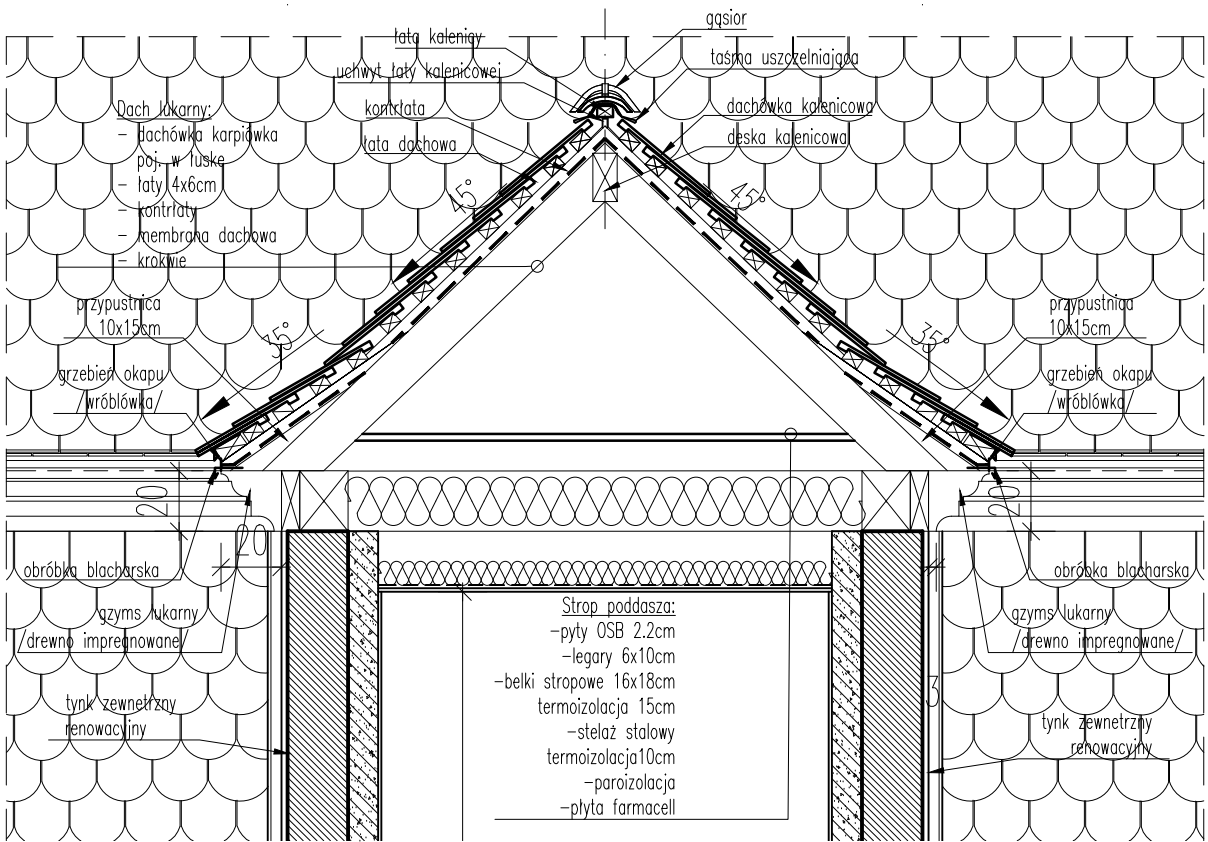 gąsior
łata kalenicy
taśma uszczelniająca
uchwyt łaty kalenicowej
kontrłata
dachówka kalenicowa
łata dachowa
deska kalenicowa
Dach lukarny:
- dachówka karpiówka
poj. w łuskę
- łaty 4x6cm
- kontrłaty
- membrana dachowa
- krokwie
45°
45°
przypustnica
10x15cm
35°
35°
przypustnica
10x15cm
grzebień okapu
/wróblówka/
grzebień okapu
/wróblówka/
20
20
20
obróbka blacharska
obróbka blacharska
gzyms lukarny
/drewno impregnowane/
gzyms lukarny
/drewno impregnowane/
Strop poddasza:
-pyty OSB 2.2cm
-legary 6x10cm
-belki stropowe 16x18cm
termoizolacja 15cm
-stelaż stalowy
termoizolacja10cm
-paroizolacja
-płyta farmacell
tynk zewnetrzny
renowacyjny
3
tynk zewnetrzny
renowacyjny